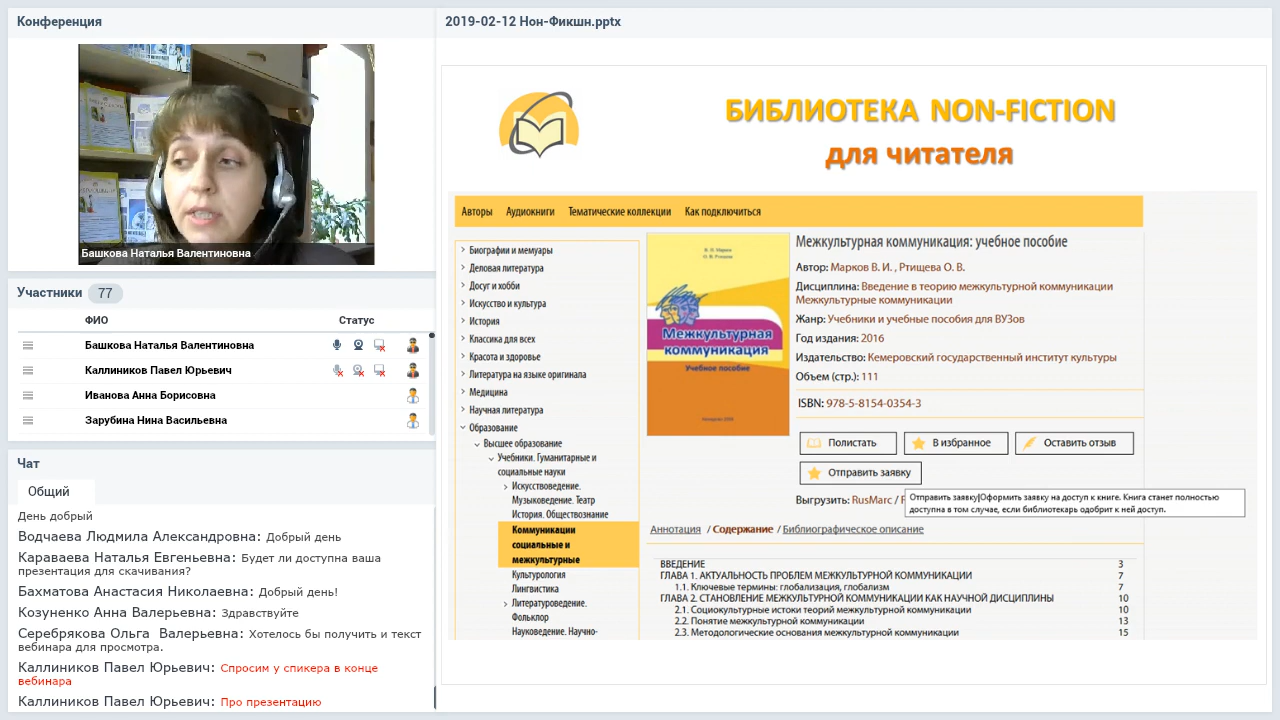 Конференция
Башкова Наталья Валентиновна
Участники 77
ФИО Статус
Башкова Наталья Валентиновна
Каллиников Павел Юрьевич
Иванова Анна Борисовна
Зарубина Нина Васильевна
Чат
Общий
День добрый
Водчаева Людмила Александровна: Добрый день
Караваева Наталья Евгеньевна: Будет ли доступна ваша
презентация для скачивания?
Бахматова Анастасия Николаевна: Добрый день!
Козуненко Анна Валерьевна: Здравствуйте
Серебрякова Ольга Валерьевна: Хотелось бы получить и текст
вебинара для просмотра.
Каллиников Павел Юрьевич: Спросим у спикера в конце
вебинара
Каллиников Павел Юрьевич: Про презентацию
2019-02-12 Нон-Фикшн.pptx
БИБЛИОТЕКА NON-FICTION
для читателя
Авторы Аудиокниги Тематические коллекции Как подключиться
Биографии и мемуары
Деловая литература
Досуг и хобби
Искусство и культура
История
Классика для всех
Красота и здоровье
Литература на языке оригинала
Медицина
Научная литература
Образование
Высшее образование
Учебники. Гуманитарные и
социальные науки
Искусствоведение.
Музыковедение. Театр
История. Обществознание
Коммуникации
социальные и
межкультурные
Культурология
Лингвистика
Литературоведение.
Фольклор
Науковедение. Научно-
В. И. Марков
О. В. Ртищева
Межкультурная
коммуникация
Учебное пособие
Межкультурная коммуникация: учебное пособие
Автор: Марков В. И. , Ртищева О. В.
Дисциплина: Введение в теорию межкультурной коммуникации
Межкультурные коммуникации
Жанр: Учебники и учебные пособия для ВУЗов
Год издания: 2016
Издательство: Кемеровский государственный институт культуры
Объем (стр.): 111
ISBN: 978-5-8154-0354-3
Полистать В избранное Оставить отзыв
Отправить заявку
Выгрузить: RusMarc /
Отправить заявку|Оформить заявку на доступ к книге. Книга станет полностью
доступна в том случае, если библиотекарь одобрит к ней доступ.
Аннотация / Содержание / Библиографическое описание
ВВЕДЕНИЕ 3
ГЛАВА 1. АКТУАЛЬНОСТЬ ПРОБЛЕМ МЕЖКУЛЬТУРНОЙ КОММУНИКАЦИИ 7
1.1. Ключевые термины: глобализация, глобализм 7
ГЛАВА 2. СТАНОВЛЕНИЕ МЕЖКУЛЬТУРНОЙ КОММУНИКАЦИИ КАК НАУЧНОЙ ДИСЦИПЛИНЫ 10
2.1. Социокультурные истоки теорий межкультурной коммуникации 10
2.2. Понятие межкультурной коммуникации 13
2.3. Методологические основания межкультурной коммуникации 15